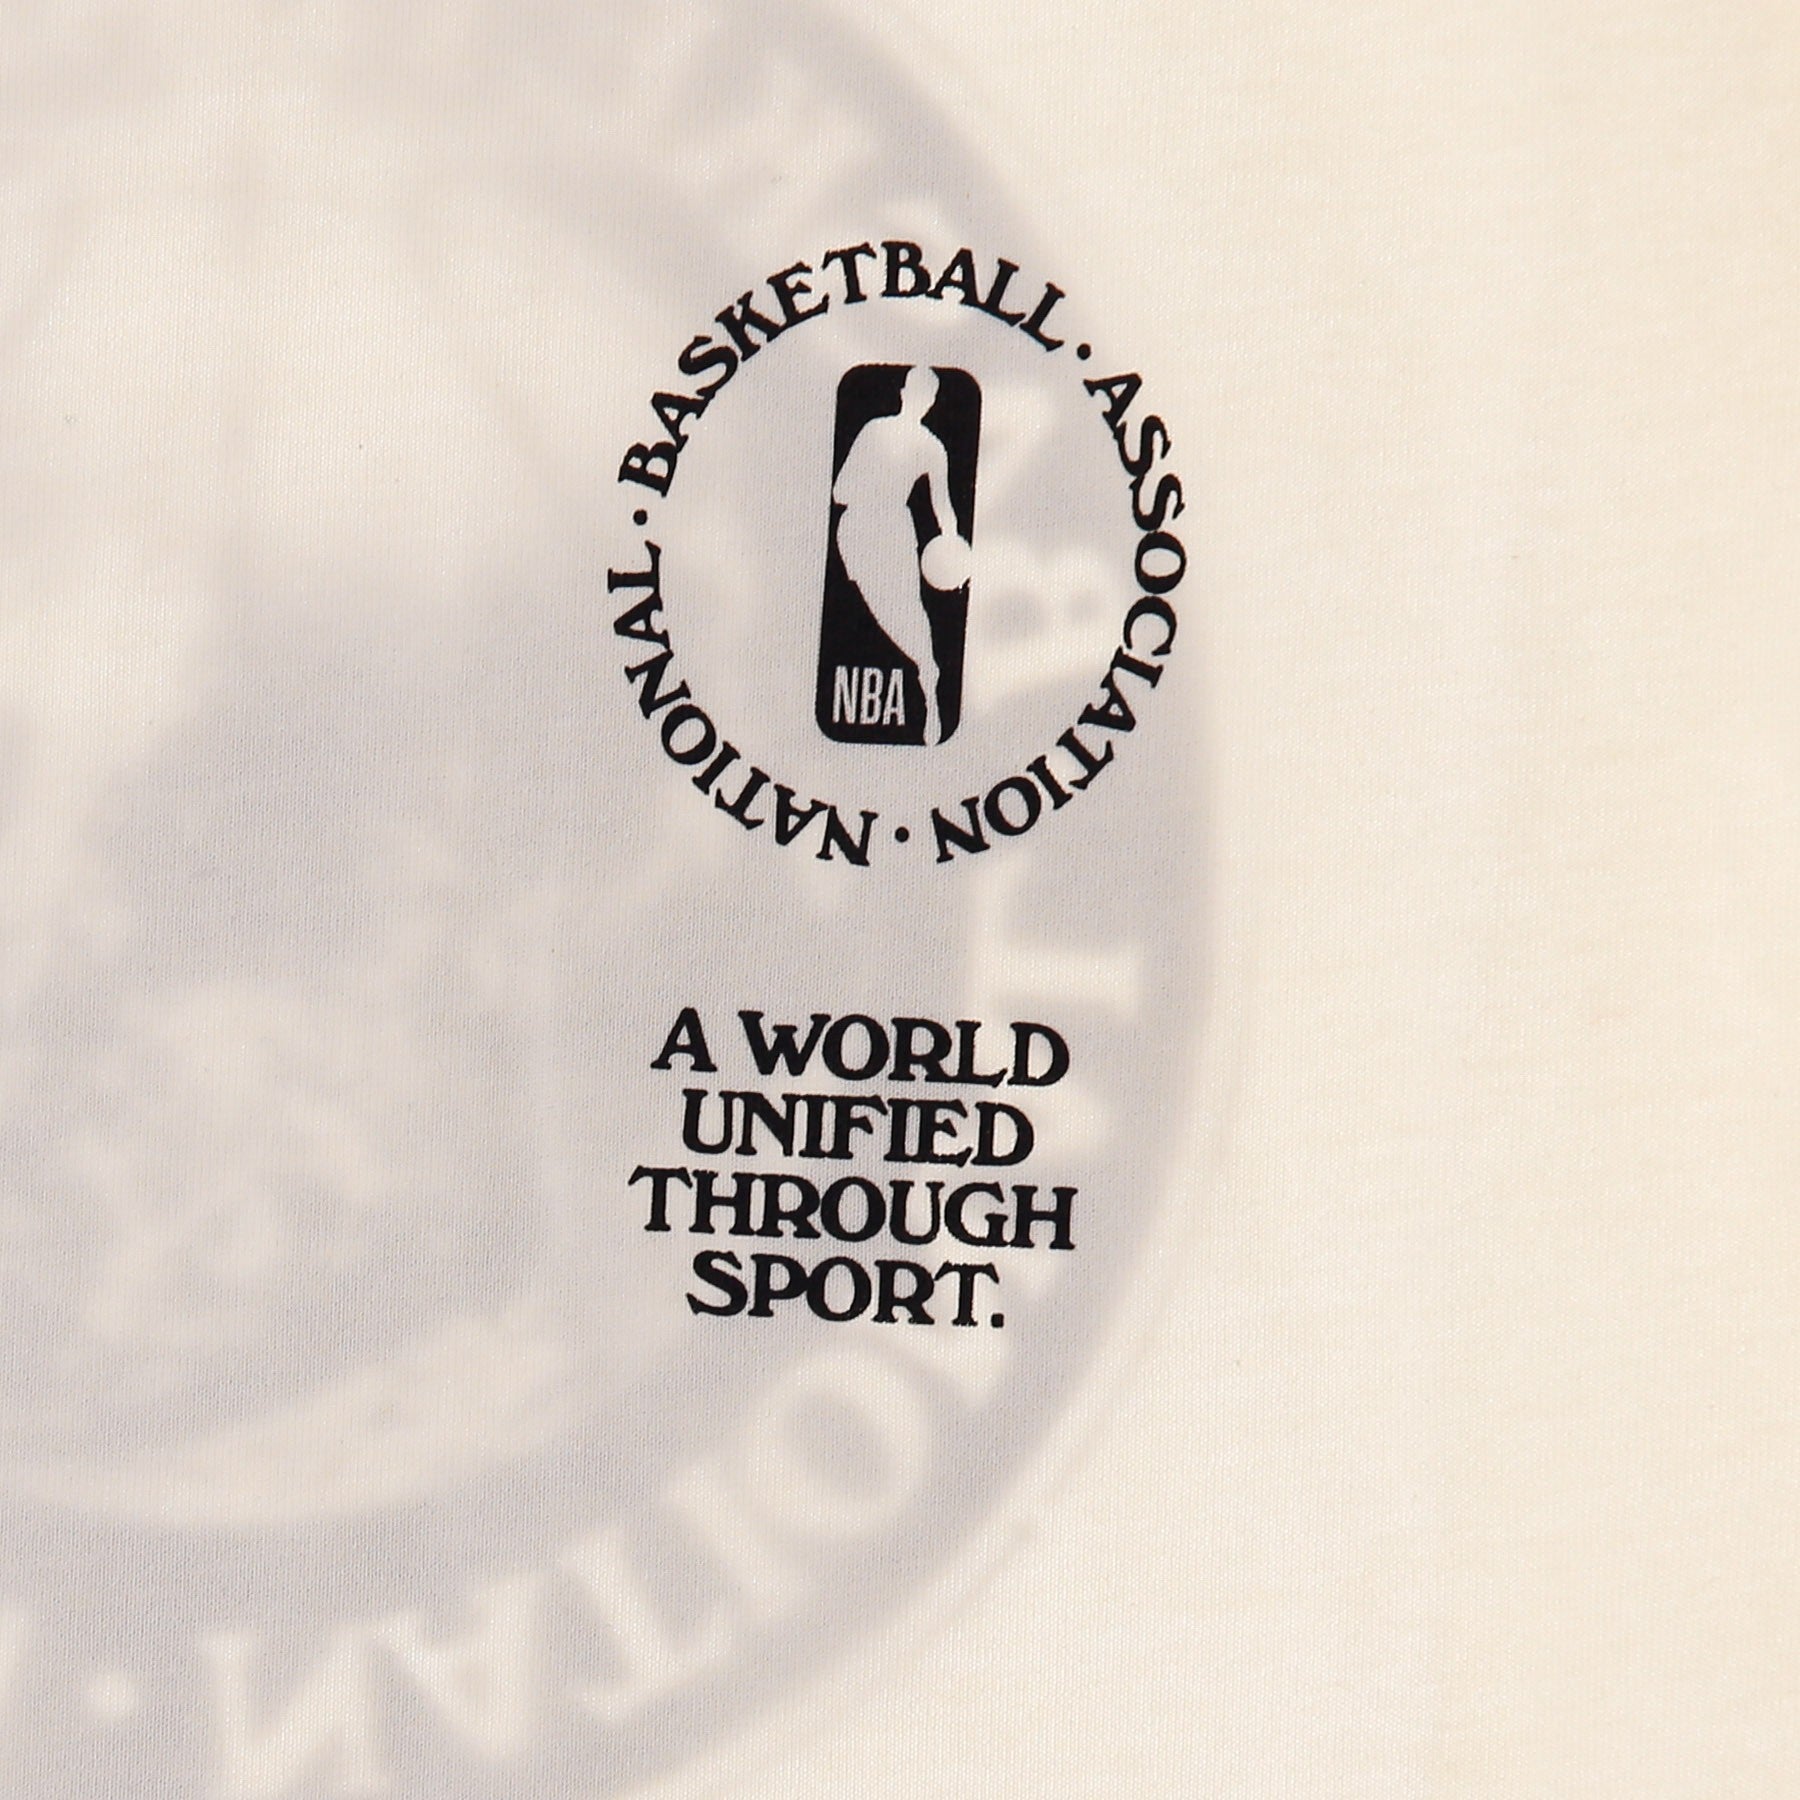 NATIONAL · BASKETBALL · ASSOCIATION ·
NBA
A WORLD
UNIFIED
THROUGH
SPORT.